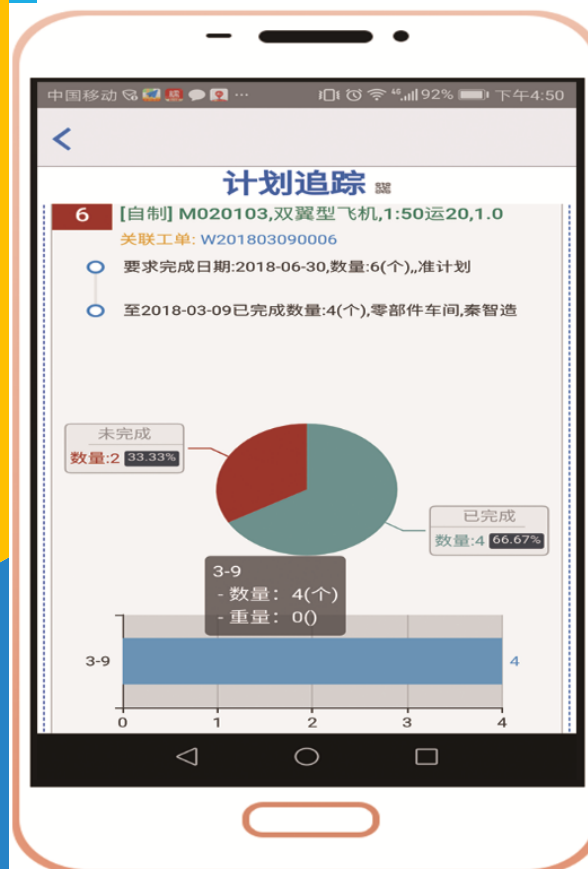 中国移动 ... 4G 92% 下午4:50
计划追踪
6 [自制] M020103,双翼型飞机,1:50运20,1.0
关联工单: W201803090006
要求完成日期:2018-06-30,数量:6(个),,准计划
至2018-03-09已完成数量:4(个),零部件车间,秦智造
未完成
数量:2 33.33%
已完成
数量:4 66.67%
3-9
- 数量: 4(个)
- 重量: 0()
3-9 4
0 1 2 3 4